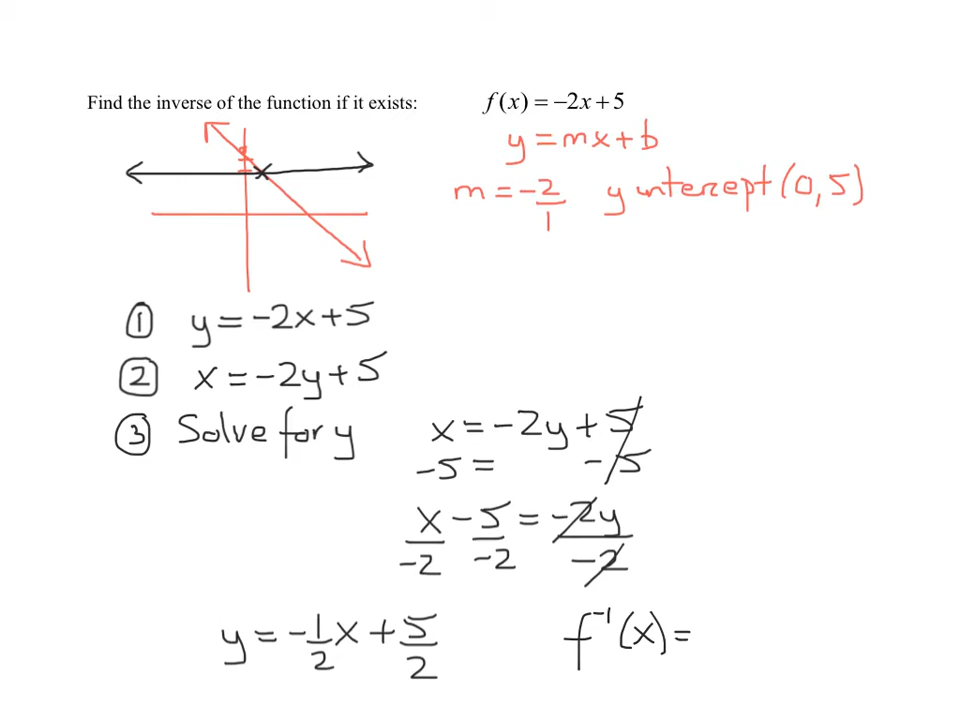 Find the inverse of the function if it exists: f(x) = −2x + 5
y = mx + b
m = -2/1 y intercept (0, 5)
① y = -2x + 5
② x = -2y + 5
③ Solve for y x = -2y + 5
-5 = -5
x/-2 - 5/-2 = -2y/-2
y = -1/2 x + 5/2 f⁻¹(x) =